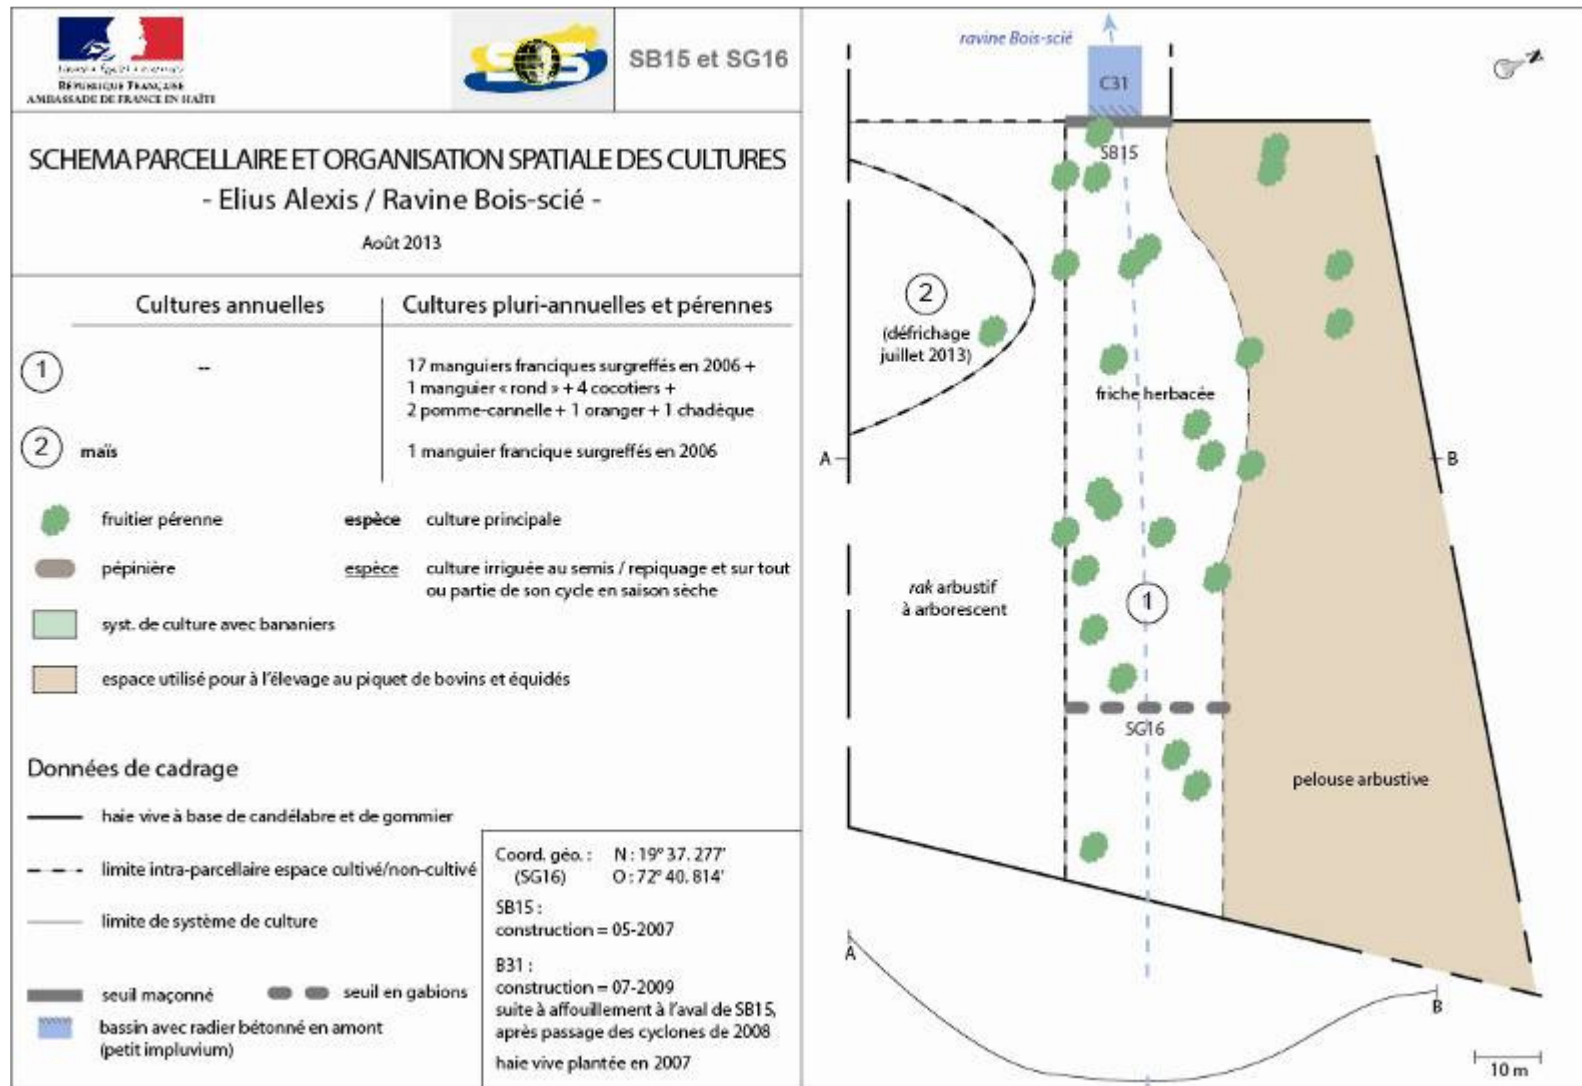 RÉPUBLIQUE FRANÇAISE
AMBASSADE DE FRANCE EN HAÏTI
SOS
SB15 et SG16
SCHEMA PARCELLAIRE ET ORGANISATION SPATIALE DES CULTURES
- Elius Alexis / Ravine Bois-scié -
Août 2013
Cultures annuelles
Cultures pluri-annuelles et pérennes
1
--
17 manguiers franciques surgreffés en 2006 +
1 manguier « rond » + 4 cocotiers +
2 pomme-cannelle + 1 oranger + 1 chadèque
2
maïs
1 manguier francique surgreffés en 2006
fruitier pérenne
espèce
culture principale
pépinière
espèce
culture irriguée au semis / repiquage et sur tout
ou partie de son cycle en saison sèche
syst. de culture avec bananiers
espace utilisé pour à l'élevage au piquet de bovins et équidés
Données de cadrage
haie vive à base de candélabre et de gommier
limite intra-parcellaire espace cultivé/non-cultivé
limite de système de culture
seuil maçonné
seuil en gabions
bassin avec radier bétonné en amont
(petit impluvium)
Coord. géo. : N : 19° 37. 277'
(SG16) O : 72° 40. 814'
SB15 :
construction = 05-2007
B31 :
construction = 07-2009
suite à affouillement à l'aval de SB15,
après passage des cyclones de 2008
haie vive plantée en 2007
ravine Bois-scié
C31
N
SB15
2
(défrichage
juillet 2013)
friche herbacée
A
B
rak arbustif
à arborescent
1
SG16
pelouse arbustive
A
B
10 m